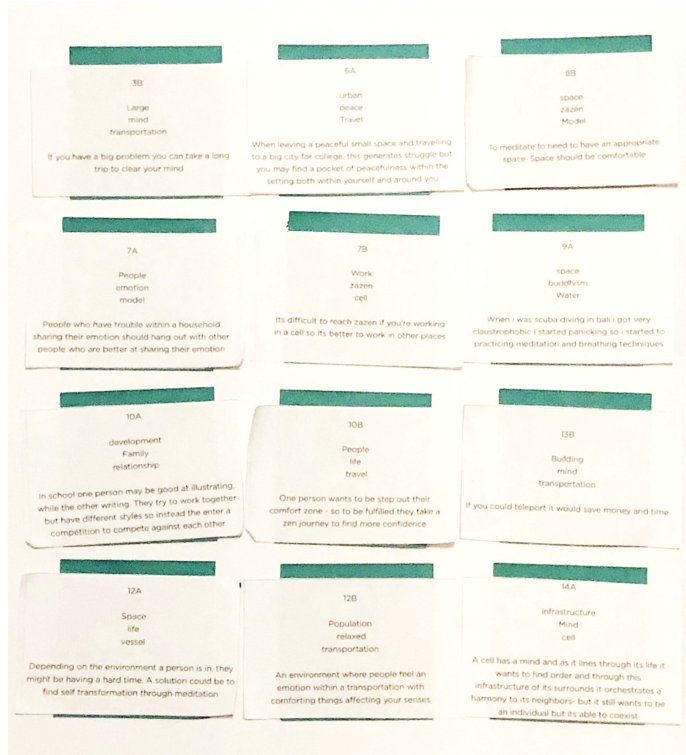 3B
Large
mind
transportation
If you have a big problem you can take a long
trip to clear your mind
6A
urban
peace
Travel
When leaving a peaceful small space and travelling
to a big city for college, this generates struggle but
you may find a pocket of peacefulness within the
setting both within yourself and around you
8B
space
zazen
Model
To meditate to need to have an appropriate
space. Space should be comfortable
7A
People
emotion
model
People who have trouble within a household
sharing their emotion should hang out with other
people who are better at sharing their emotion
7B
Work
zazen
cell
Its difficult to reach zazen if you're working
in a cell so its better to work in other places
9A
space
buddhism
Water
When i was scuba diving in bali i got very
claustrophobic i started panicking so i started to
practicing meditation and breathing techniques
10A
development
Family
relationship
In school one person may be good at illustrating,
while the other writing. They try to work together
but have different styles so instead the enter a
competition to compete against each other
10B
People
life
travel
One person wants to be step out their
comfort zone - so to be fulfilled they take a
zen journey to find more confidence
13B
Building
mind
transportation
If you could teleport it would save money and time
12A
Space
life
vessel
Depending on the environment a person is in, they
might be having a hard time. A solution could be to
find self transformation through meditation
12B
Population
relaxed
transportation
An environment where people feel an
emotion within a transportation with
comforting things affecting your senses
14A
infrastructure
Mind
cell
A cell has a mind and as it lines through its life it
wants to find order and through this
infrastructure of its surrounds it orchestrates a
harmony to its neighbors- but it still wants to be
an individual but its able to coexist